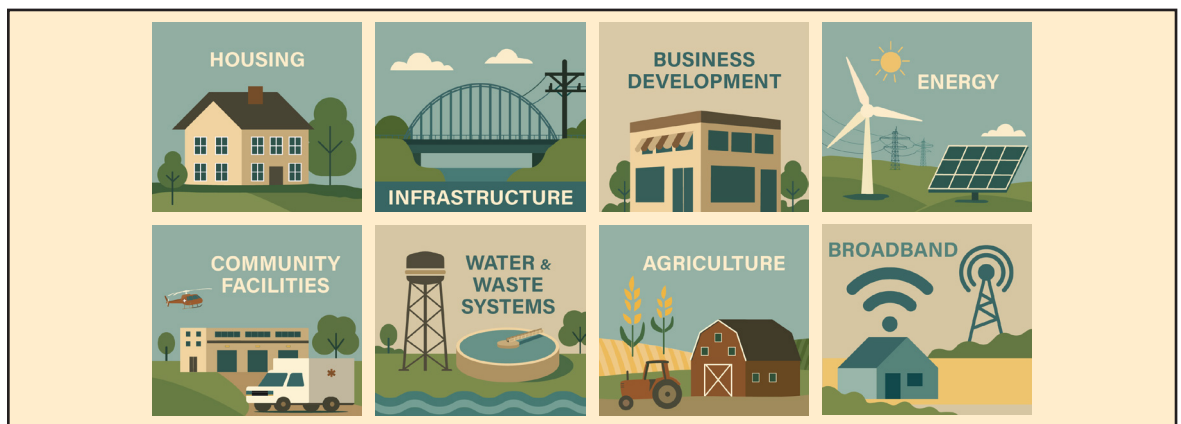 HOUSING
INFRASTRUCTURE
BUSINESS
DEVELOPMENT
ENERGY
COMMUNITY
FACILITIES
WATER &
WASTE
SYSTEMS
AGRICULTURE
BROADBAND